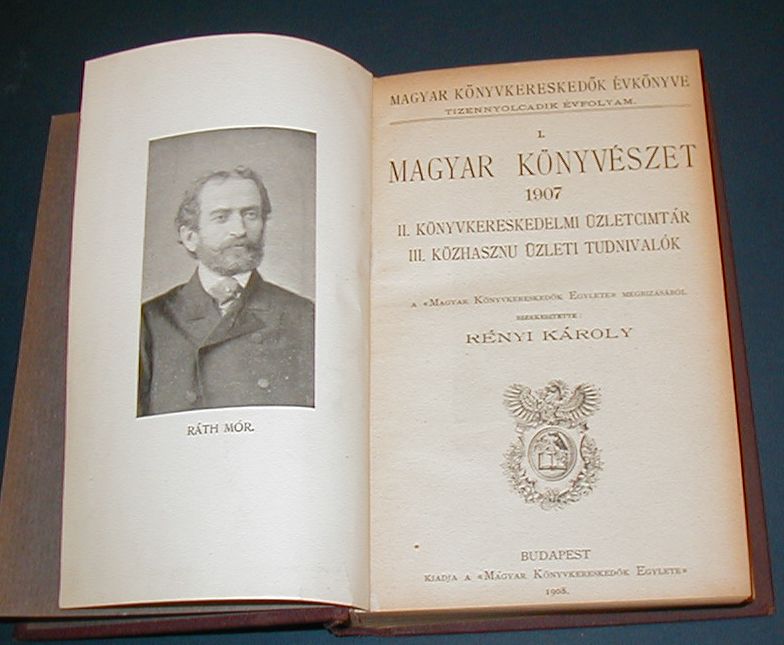 RÁTH MÓR.
MAGYAR KÖNYVKERESKEDŐK ÉVKÖNYVE
TIZENNYOLCADIK ÉVFOLYAM.
I.
MAGYAR KÖNYVÉSZET
1907
II. KÖNYVKERESKEDELMI ÜZLETCIMTÁR
III. KÖZHASZNU ÜZLETI TUDNIVALÓK
A «MAGYAR KÖNYVKERESKEDŐK EGYLETE» MEGBIZÁSÁBÓL
SZERKESZTETTE:
RÉNYI KÁROLY
BUDAPEST
KIADJA A «MAGYAR KÖNYVKERESKEDŐK EGYLETE»
1908.